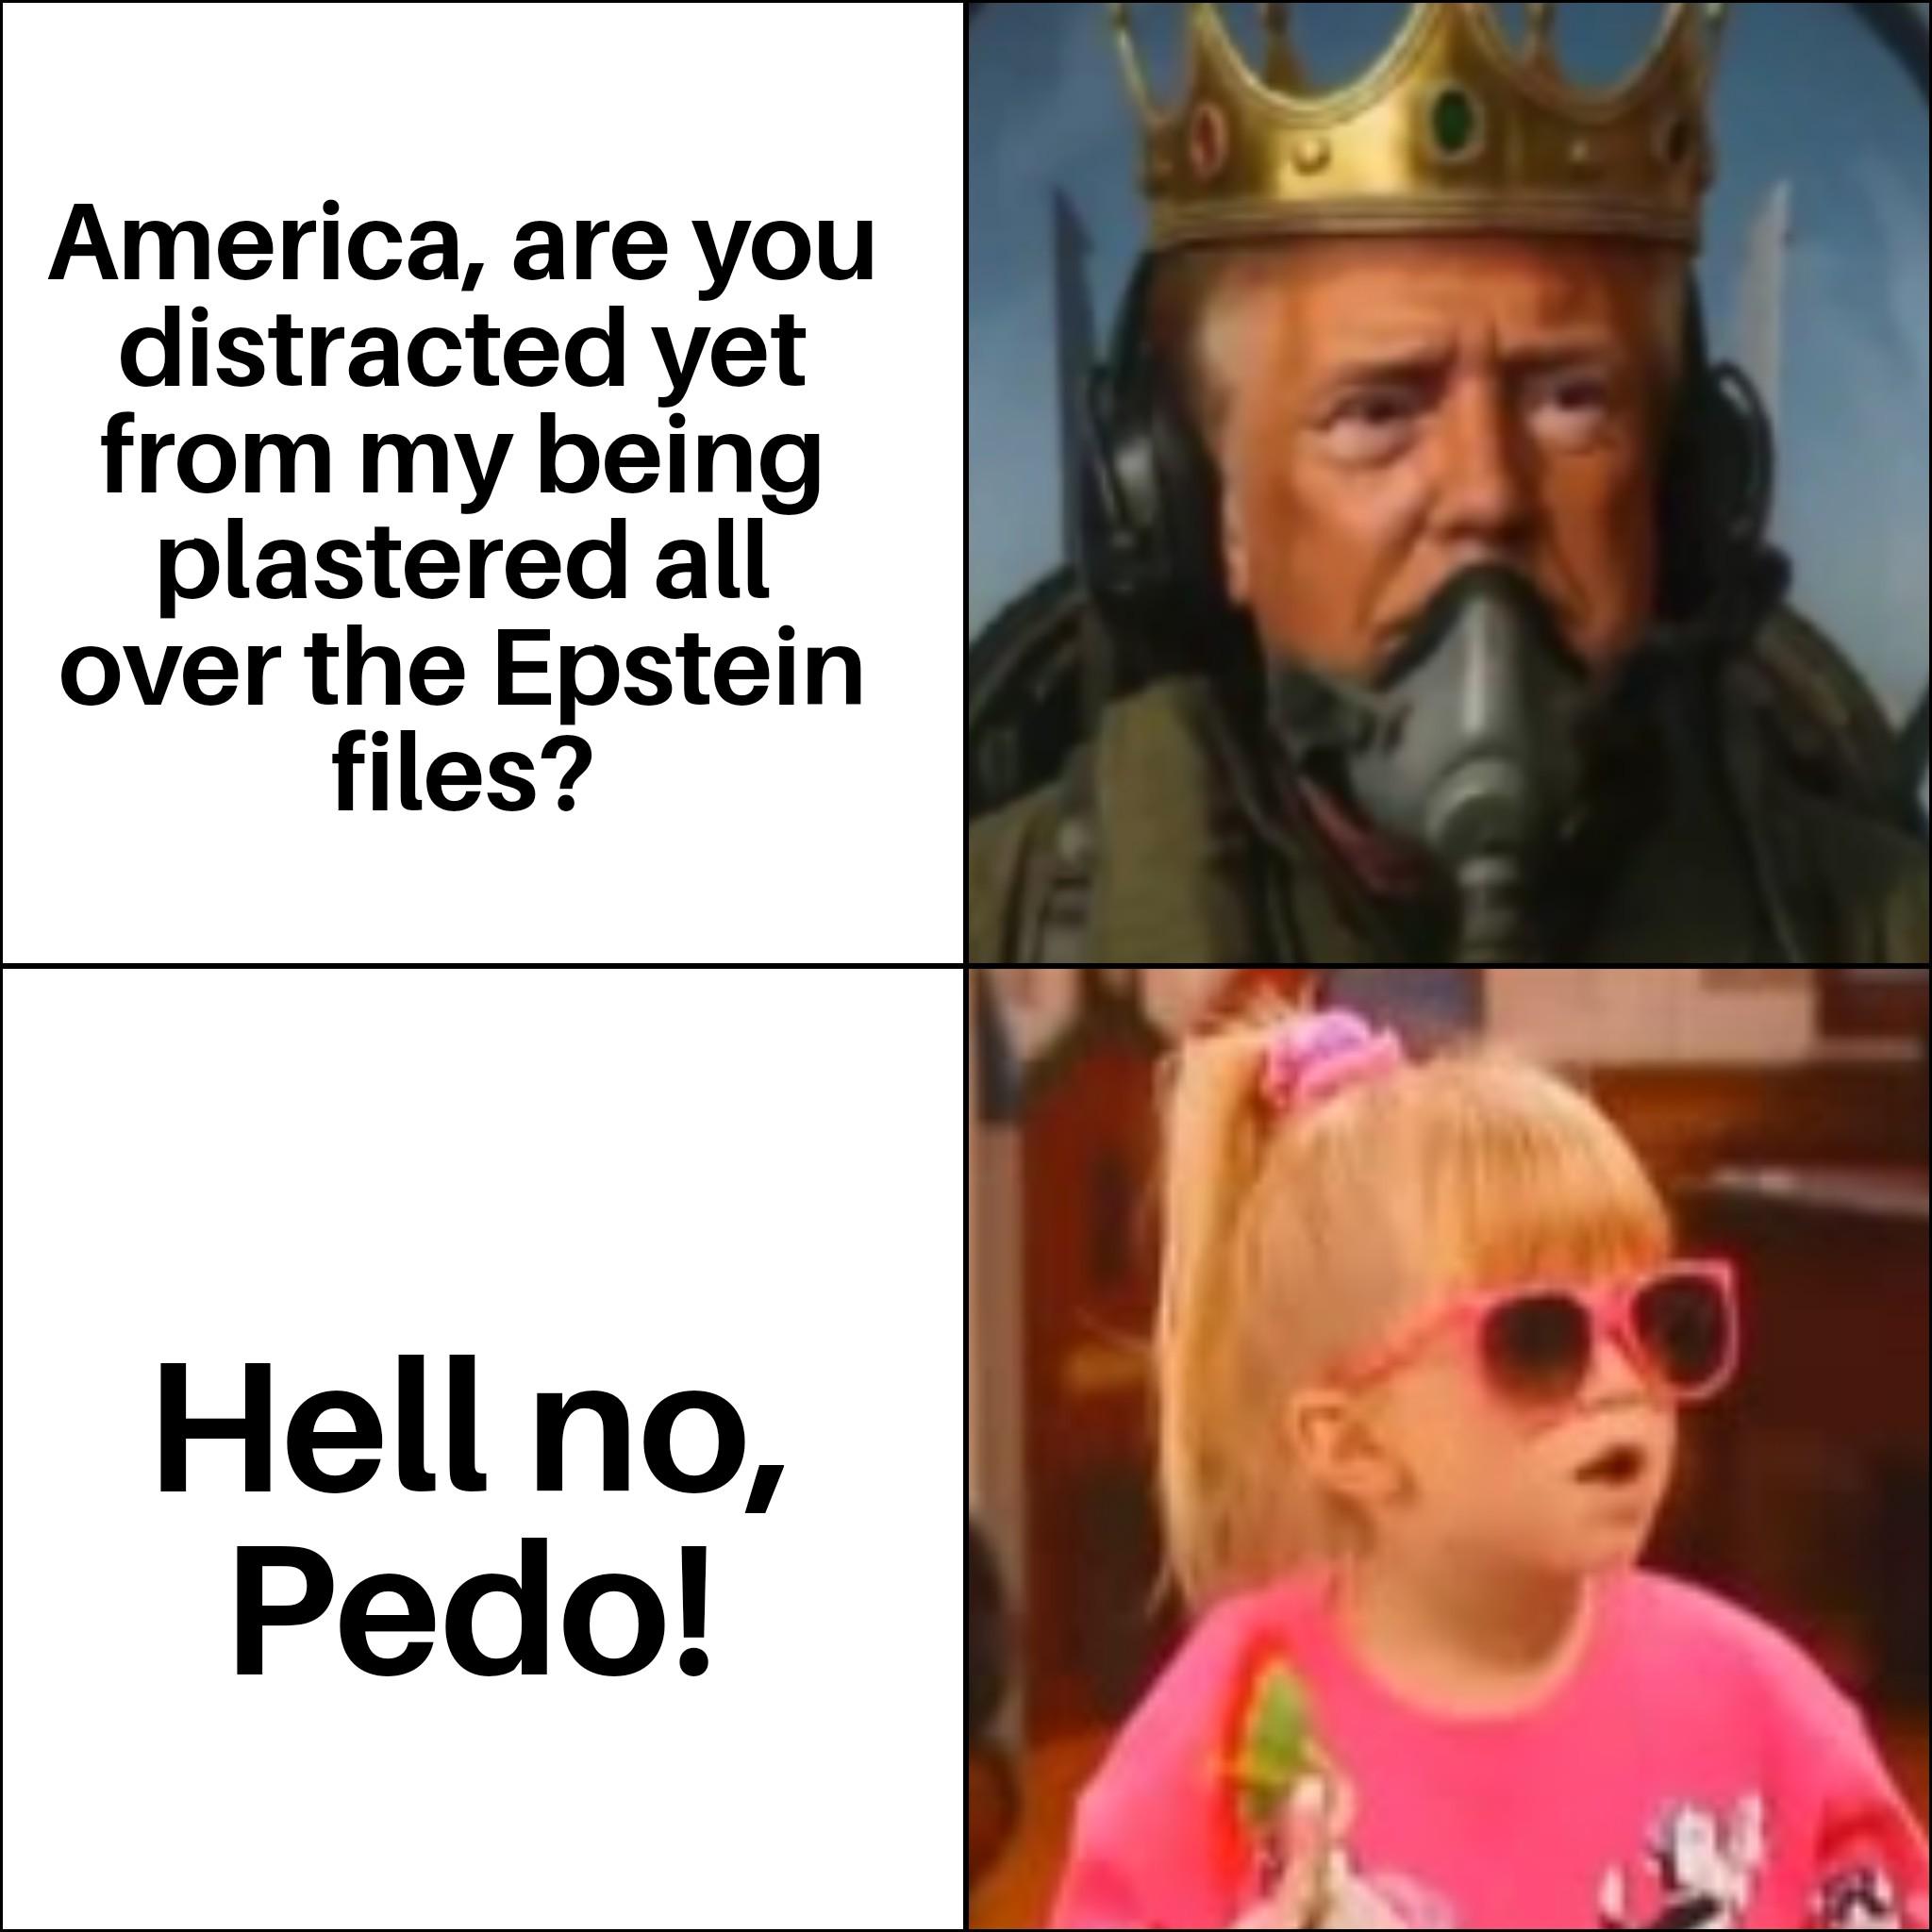 America, are you
distracted yet
from my being
plastered all
over the Epstein
files?
Hell no,
Pedo!